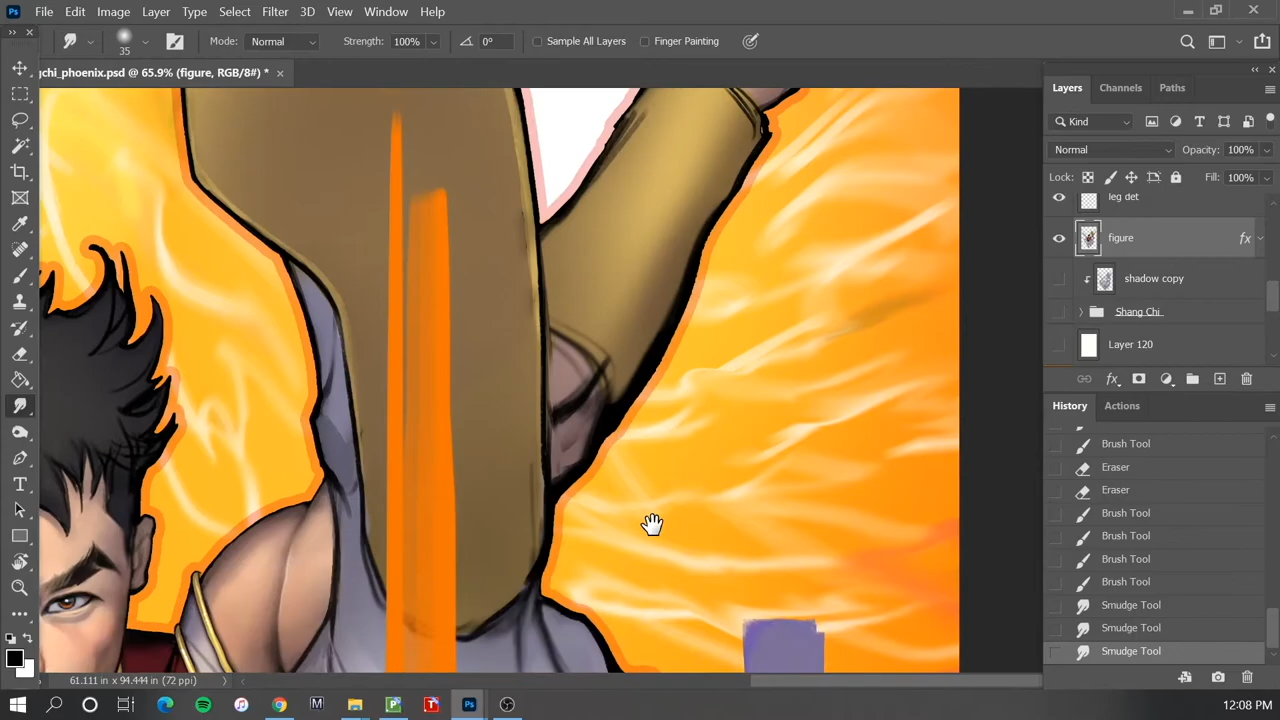 File Edit Image Layer Type Select Filter 3D View Window Help
35 Mode: Normal Strength: 100% 0° Sample All Layers Finger Painting
gchi_phoenix.psd @ 65.9% (figure, RGB/8#) * ×
Layers Channels Paths
Kind
Normal Opacity: 100%
Lock: Fill: 100%
leg det
figure fx
shadow copy
Shang Chi
Layer 120
fx
History Actions
Brush Tool
Eraser
Eraser
Brush Tool
Brush Tool
Brush Tool
Brush Tool
Smudge Tool
Smudge Tool
Smudge Tool
61.111 in x 94.444 in (72 ppi)
12:08 PM